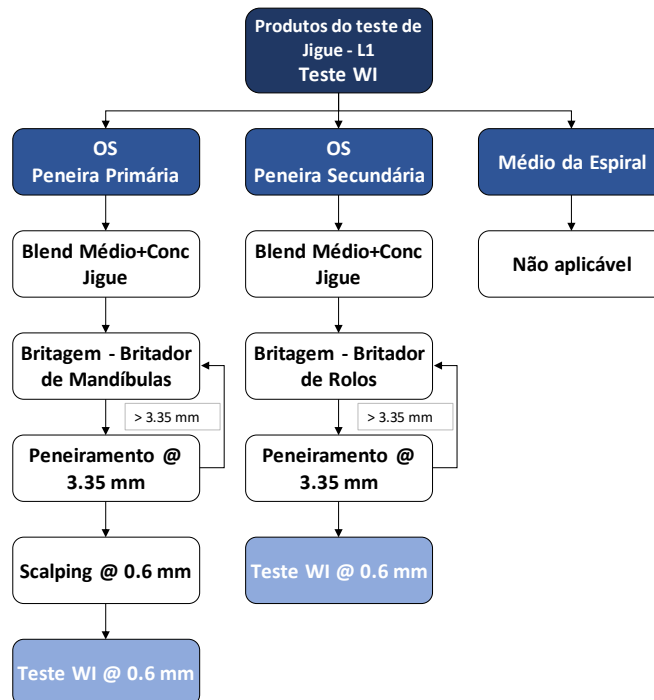 Produtos do teste de
Jigue - L1
Teste WI
OS
Peneira Primária
OS
Peneira Secundária
Médio da Espiral
Blend Médio+Conc
Jigue
Blend Médio+Conc
Jigue
Não aplicável
Britagem - Britador
de Mandíbulas
Britagem - Britador
de Rolos
> 3.35 mm
> 3.35 mm
Peneiramento @
3.35 mm
Peneiramento @
3.35 mm
Scalping @ 0.6 mm
Teste WI @ 0.6 mm
Teste WI @ 0.6 mm